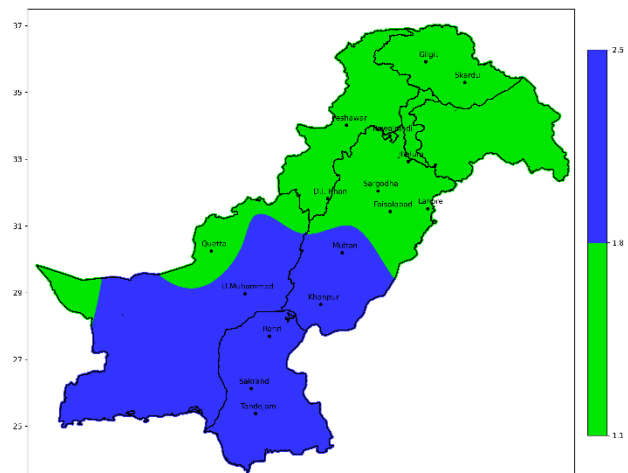 37
35
33
31
29
27
25
Gilgit
Skardu
Peshawar
Rawalpindi
Jhelum
D.I. Khan
Sargodha
Faisalabad
Lahore
Quetta
Multan
U.Muhammad
Khanpur
Rohri
Sakrand
Tandojam
2.5
1.8
1.1